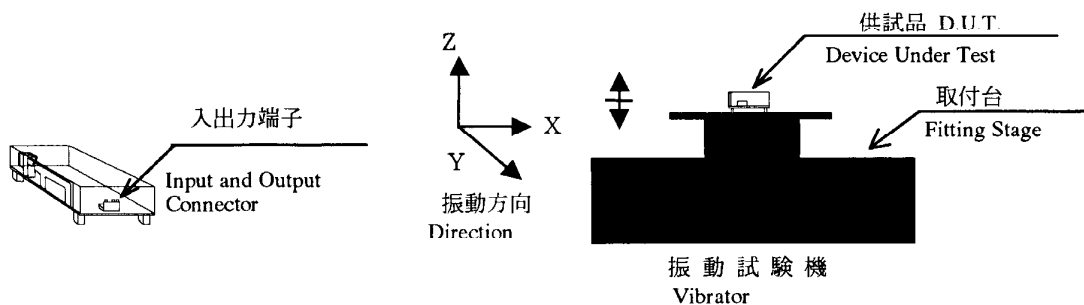 入出力端子
Input and Output
Connector
Z
X
Y
振動方向
Direction
供試品 D.U.T.
Device Under Test
取付台
Fitting Stage
振動試験機
Vibrator